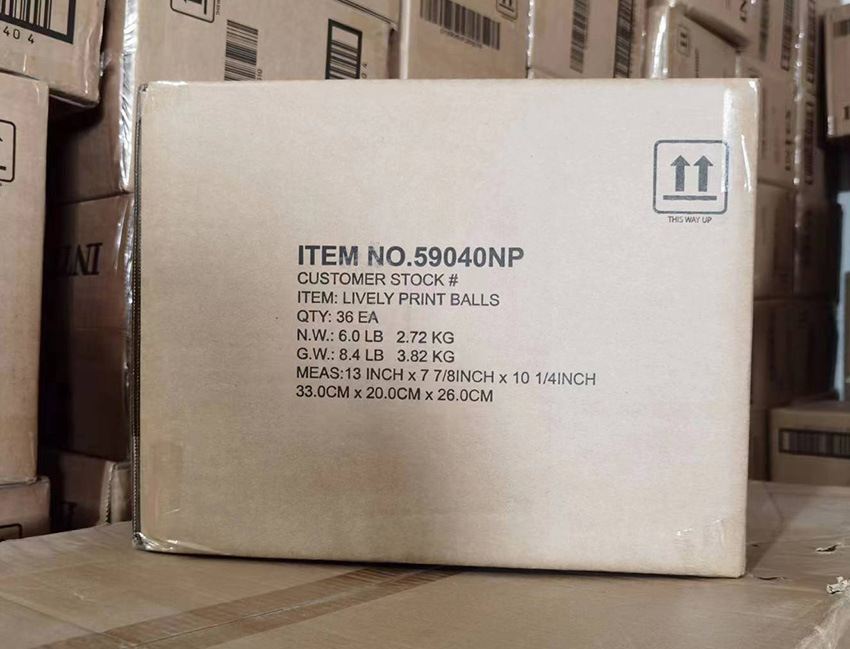 404
THIS WAY UP
ITEM NO.59040NP
CUSTOMER STOCK #
ITEM: LIVELY PRINT BALLS
QTY: 36 EA
N.W.: 6.0 LB 2.72 KG
G.W.: 8.4 LB 3.82 KG
MEAS:13 INCH x 7 7/8INCH x 10 1/4INCH
33.0CM x 20.0CM x 26.0CM
INT